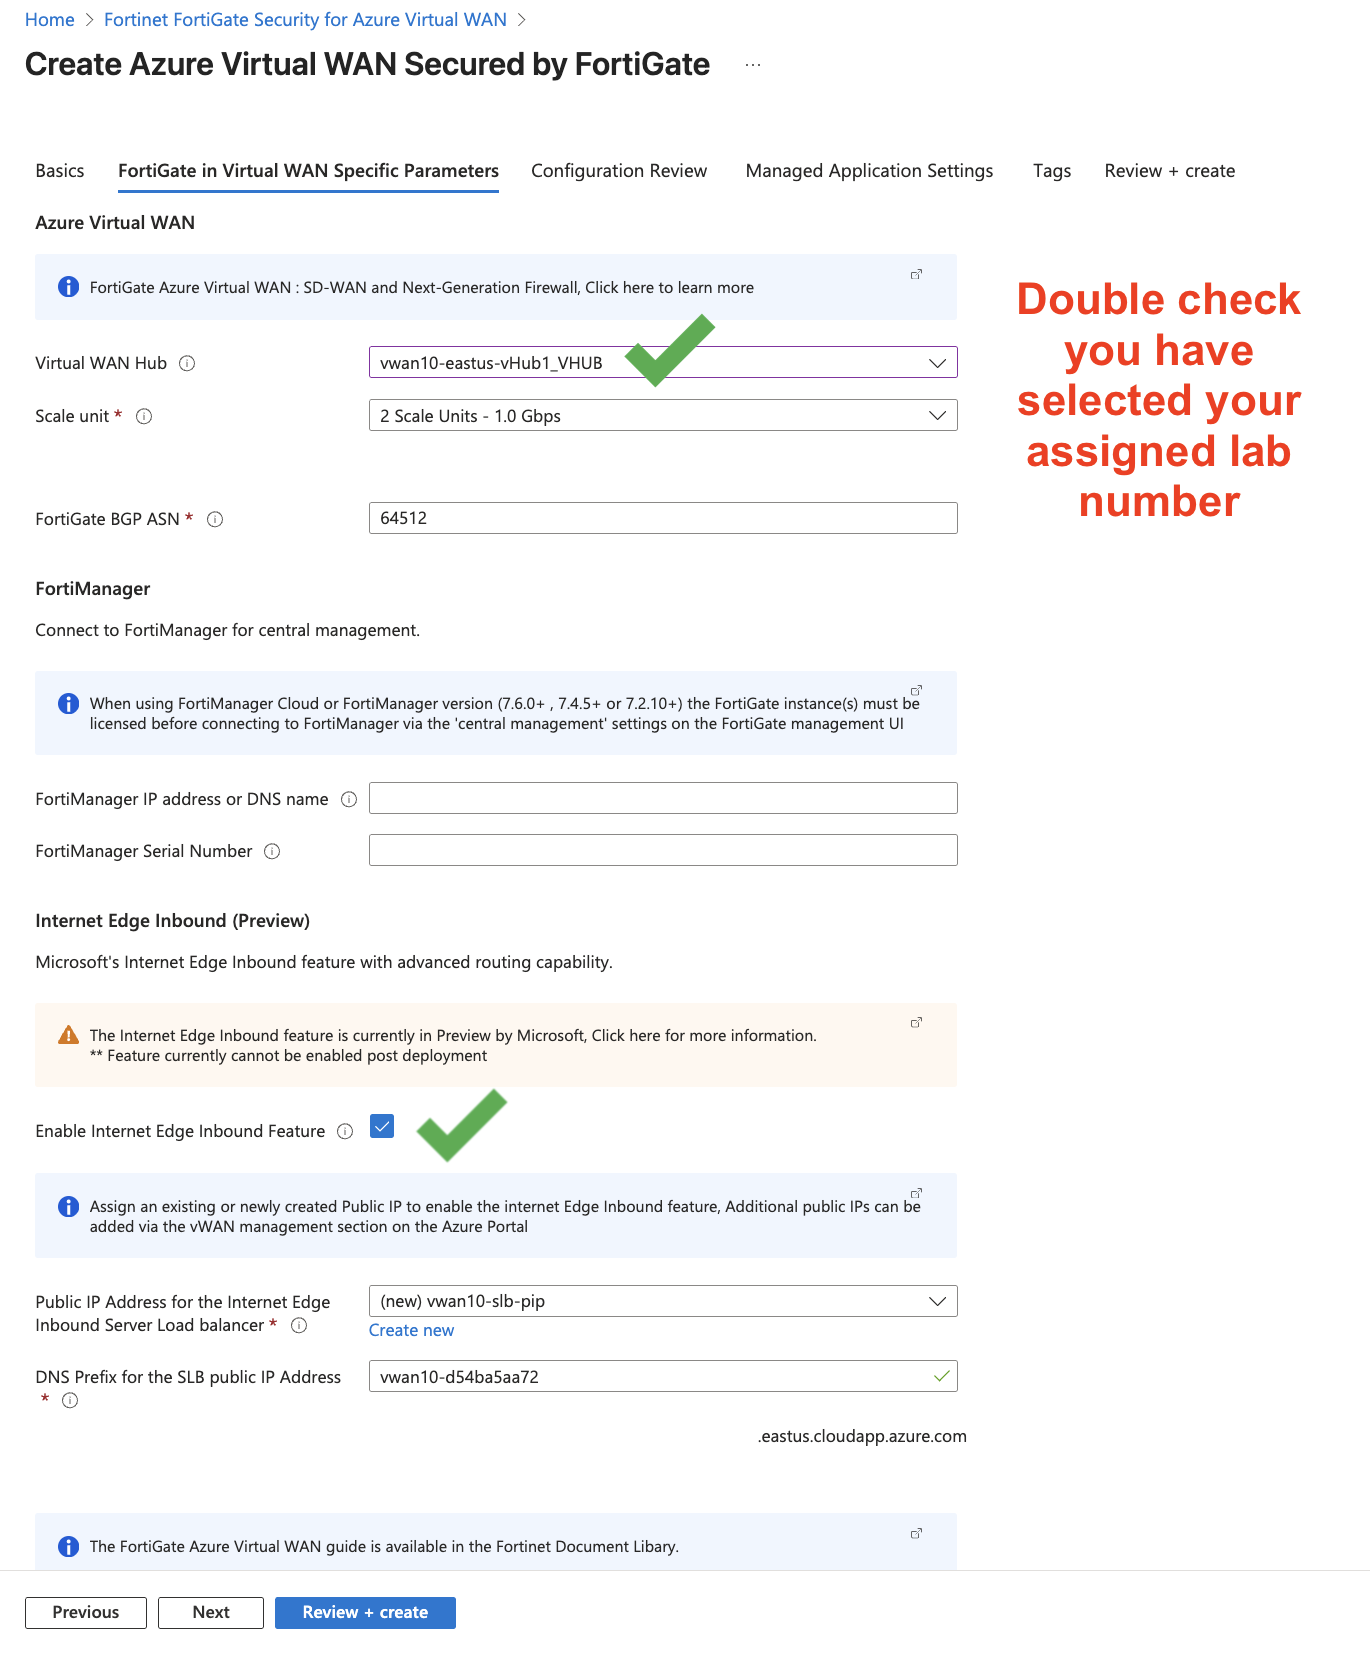 Home > Fortinet FortiGate Security for Azure Virtual WAN >
Create Azure Virtual WAN Secured by FortiGate ...
Basics FortiGate in Virtual WAN Specific Parameters Configuration Review Managed Application Settings Tags Review + create
Azure Virtual WAN
FortiGate Azure Virtual WAN : SD-WAN and Next-Generation Firewall, Click here to learn more
Double check
you have
selected your
assigned lab
number
Virtual WAN Hub vwan10-eastus-vHub1_VHUB
Scale unit * 2 Scale Units - 1.0 Gbps
FortiGate BGP ASN * 64512
FortiManager
Connect to FortiManager for central management.
When using FortiManager Cloud or FortiManager version (7.6.0+ , 7.4.5+ or 7.2.10+) the FortiGate instance(s) must be
licensed before connecting to FortiManager via the 'central management' settings on the FortiGate management UI
FortiManager IP address or DNS name
FortiManager Serial Number
Internet Edge Inbound (Preview)
Microsoft's Internet Edge Inbound feature with advanced routing capability.
The Internet Edge Inbound feature is currently in Preview by Microsoft, Click here for more information.
** Feature currently cannot be enabled post deployment
Enable Internet Edge Inbound Feature
Assign an existing or newly created Public IP to enable the internet Edge Inbound feature, Additional public IPs can be
added via the vWAN management section on the Azure Portal
Public IP Address for the Internet Edge
Inbound Server Load balancer *
(new) vwan10-slb-pip
Create new
DNS Prefix for the SLB public IP Address
*
vwan10-d54ba5aa72
.eastus.cloudapp.azure.com
The FortiGate Azure Virtual WAN guide is available in the Fortinet Document Libary.
Previous Next Review + create